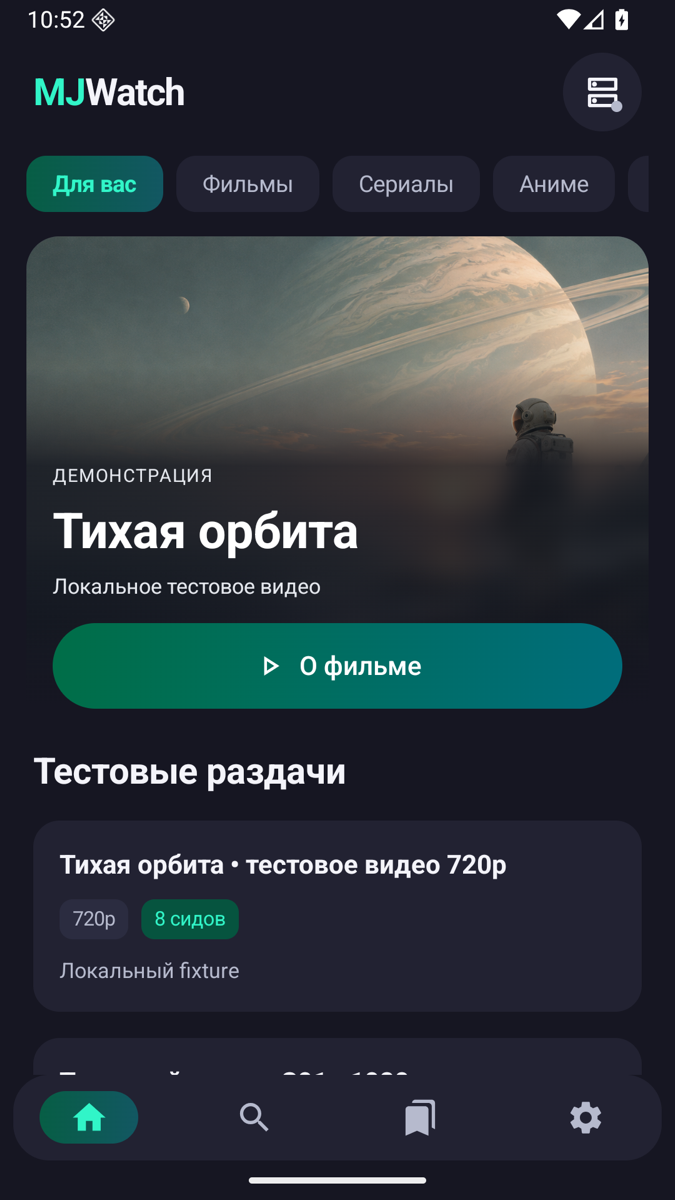 10:52
MJWatch
Для вас
Фильмы
Сериалы
Аниме
ДЕМОНСТРАЦИЯ
Тихая орбита
Локальное тестовое видео
О фильме
Тестовые раздачи
Тихая орбита • тестовое видео 720p
720p
8 сидов
Локальный fixture